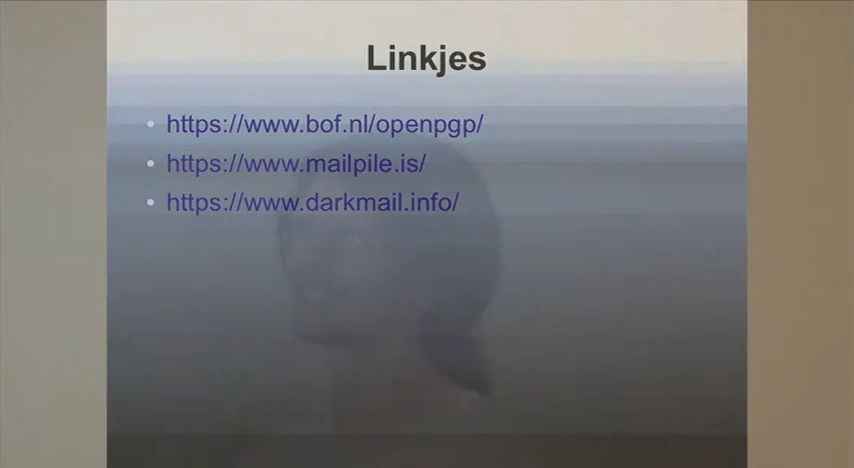 Linkjes
• https://www.bof.nl/openpgp/
• https://www.mailpile.is/
• https://www.darkmail.info/